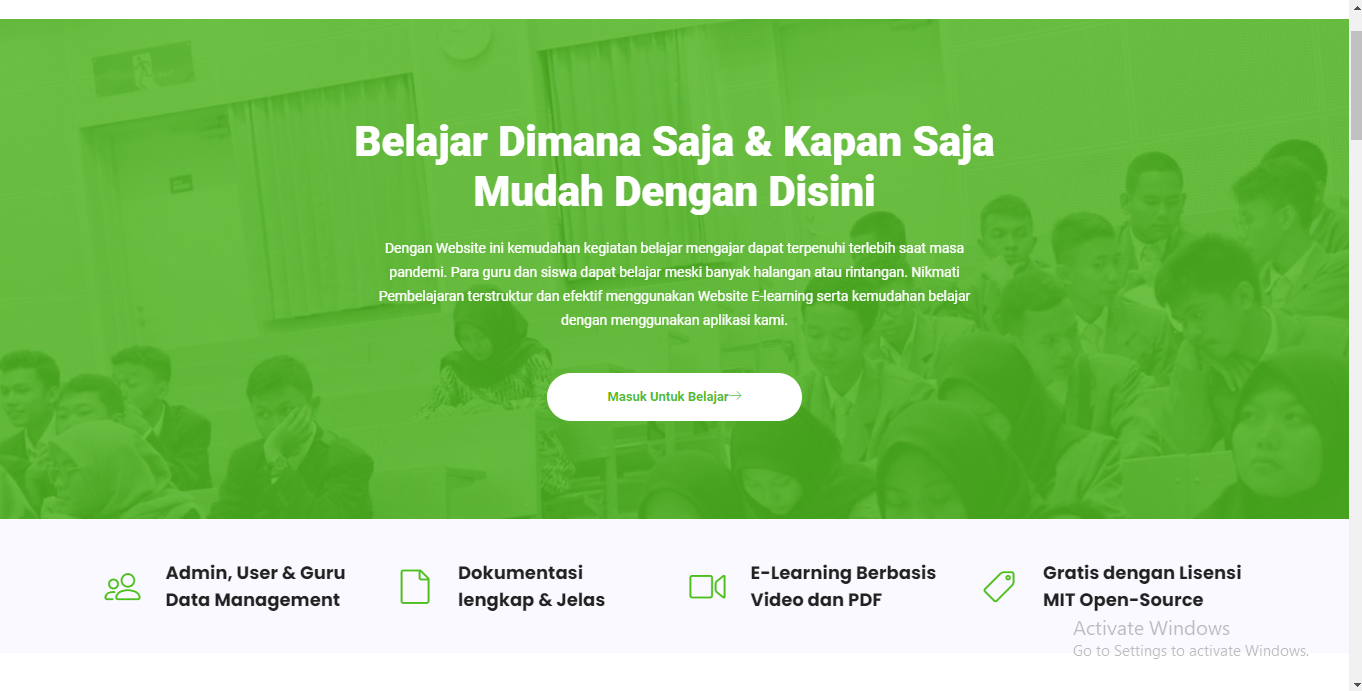 Belajar Dimana Saja & Kapan Saja
Mudah Dengan Disini
Dengan Website ini kemudahan kegiatan belajar mengajar dapat terpenuhi terlebih saat masa
pandemi. Para guru dan siswa dapat belajar meski banyak halangan atau rintangan. Nikmati
Pembelajaran terstruktur dan efektif menggunakan Website E-learning serta kemudahan belajar
dengan menggunakan aplikasi kami.
Masuk Untuk Belajar→
Admin, User & Guru
Data Management
Dokumentasi
lengkap & Jelas
E-Learning Berbasis
Video dan PDF
Gratis dengan Lisensi
MIT Open-Source
Activate Windows
Go to Settings to activate Windows.